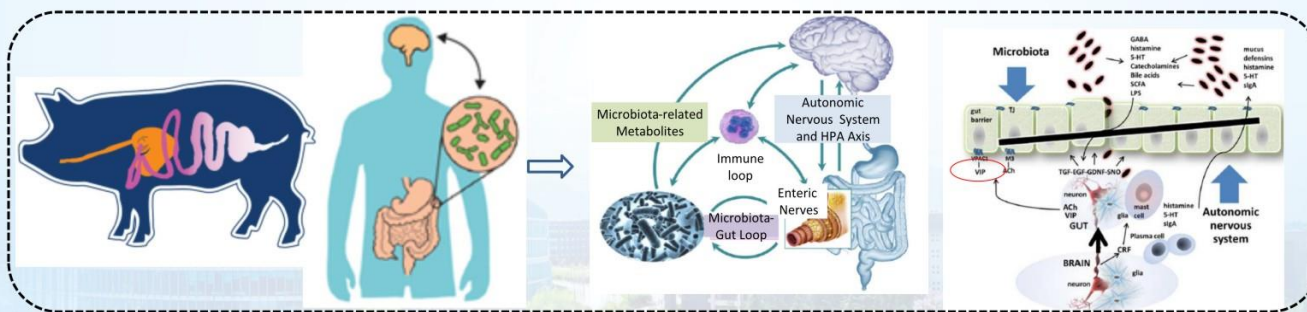 Microbiota-related
Metabolites
Immune
loop
Autonomic
Nervous System
and HPA Axis
Enteric
Nerves
Microbiota-
Gut Loop
Microbiota
GABA
histamine
5-HT
Catecholamines
Bile acids
SCFA
LPS
mucus
defensins
histamine
5-HT
sIgA
gut
barrier
TJ
M3
VIP
ACh
TGF-EGF-GDNF-SNO
neuron
ACh
VIP
GUT
glia
mast
cell
histamine
5-HT
sIgA
Plasma cell
Autonomic
nervous
system
CRF
BRAIN
neuron
glia